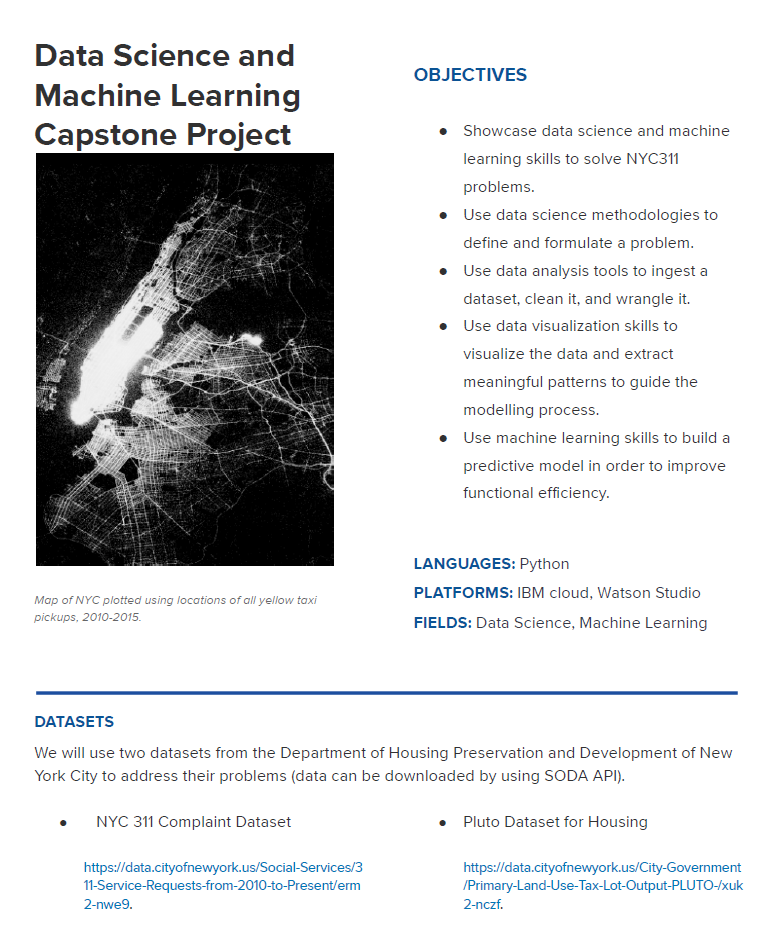 Data Science and
Machine Learning
Capstone Project
Map of NYC plotted using locations of all yellow taxi
pickups, 2010-2015.
OBJECTIVES
● Showcase data science and machine
learning skills to solve NYC311
problems.
● Use data science methodologies to
define and formulate a problem.
● Use data analysis tools to ingest a
dataset, clean it, and wrangle it.
● Use data visualization skills to
visualize the data and extract
meaningful patterns to guide the
modelling process.
● Use machine learning skills to build a
predictive model in order to improve
functional efficiency.
LANGUAGES: Python
PLATFORMS: IBM cloud, Watson Studio
FIELDS: Data Science, Machine Learning
DATASETS
We will use two datasets from the Department of Housing Preservation and Development of New
York City to address their problems (data can be downloaded by using SODA API).
● NYC 311 Complaint Dataset
https://data.cityofnewyork.us/Social-Services/3
11-Service-Requests-from-2010-to-Present/erm
2-nwe9.
● Pluto Dataset for Housing
https://data.cityofnewyork.us/City-Government
/Primary-Land-Use-Tax-Lot-Output-PLUTO-/xuk
2-nczf.